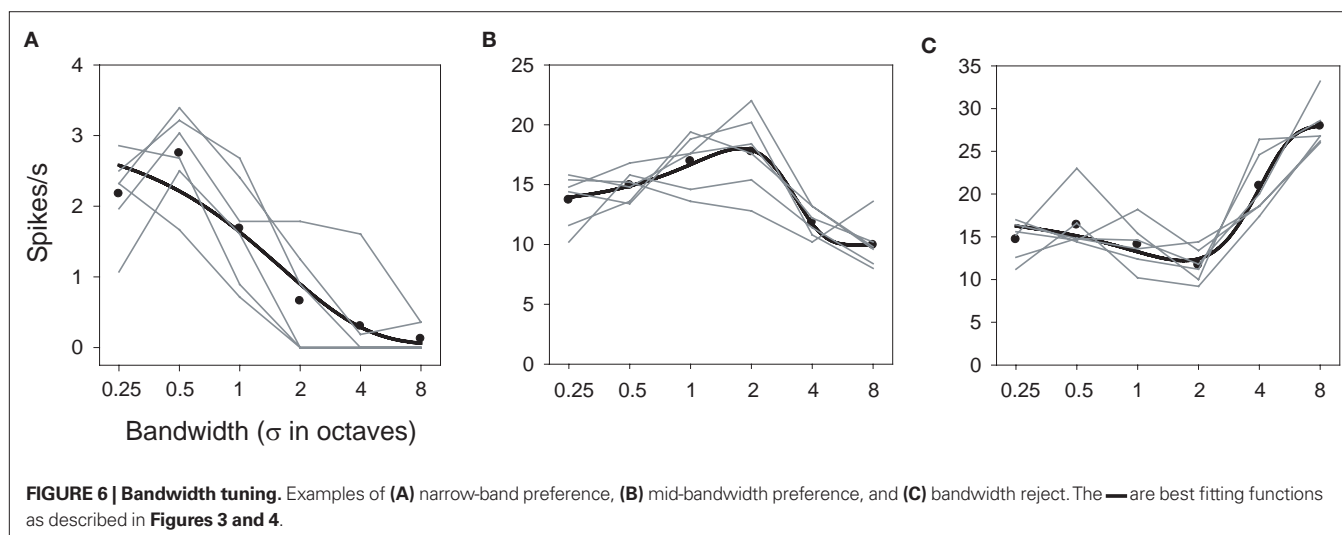 A
B
C
4
3
2
1
0
Spikes/s
0.25 0.5 1 2 4 8
Bandwidth (σ in octaves)
25
20
15
10
5
0
0.25 0.5 1 2 4 8
35
30
25
20
15
10
5
0
0.25 0.5 1 2 4 8
FIGURE 6 | Bandwidth tuning. Examples of (A) narrow-band preference, (B) mid-bandwidth preference, and (C) bandwidth reject. The — are best fitting functions
as described in Figures 3 and 4.